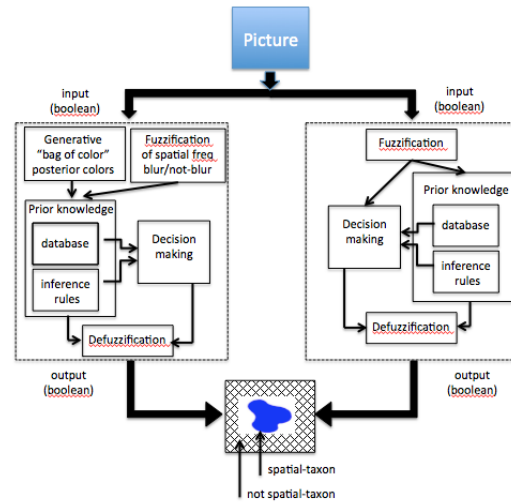 Picture
input
(boolean)
input
(boolean)
Generative
"bag of color"
posterior colors
Fuzzification
of spatial freq
blur/not-blur
Prior knowledge
database
inference
rules
Decision
making
Defuzzification
Fuzzification
Prior knowledge
Decision
making
database
inference
rules
Defuzzification
output
(boolean)
output
(boolean)
spatial-taxon
not spatial-taxon